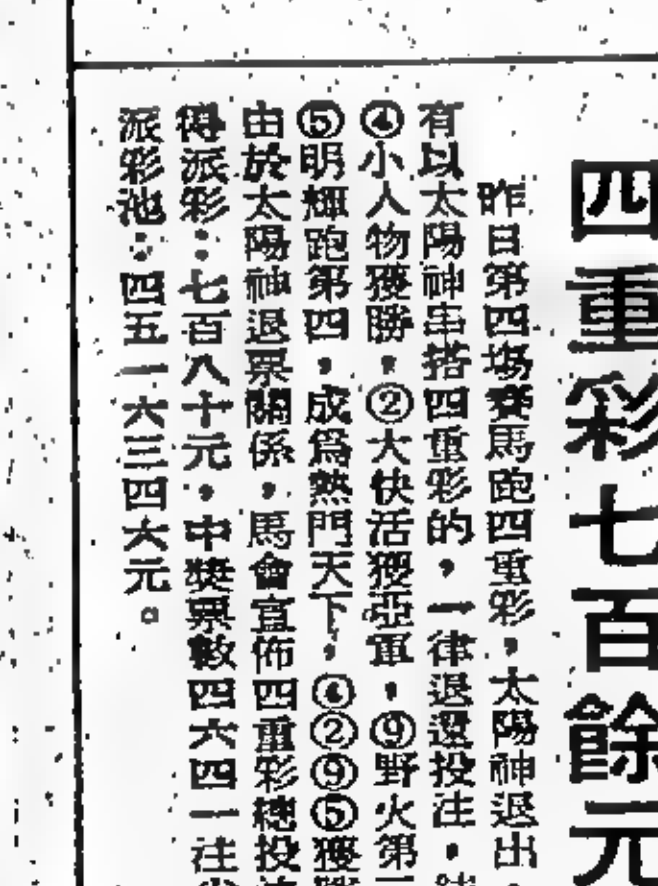 四重彩七百餘元
昨日第四場賽馬跑四重彩，太陽神退出，
有以太陽神串搭四重彩的，一律退還投注，
④小人物獲勝，②大快活獲亞軍，⑨野火第
⑤明輝跑第四，成爲熱門天下，④②⑨⑤獲
由於太陽神退票關係，馬會宣佈四重彩總投
得派彩：七百八十元，中獎票數四六四一注
派彩池：四五一六三四六元。